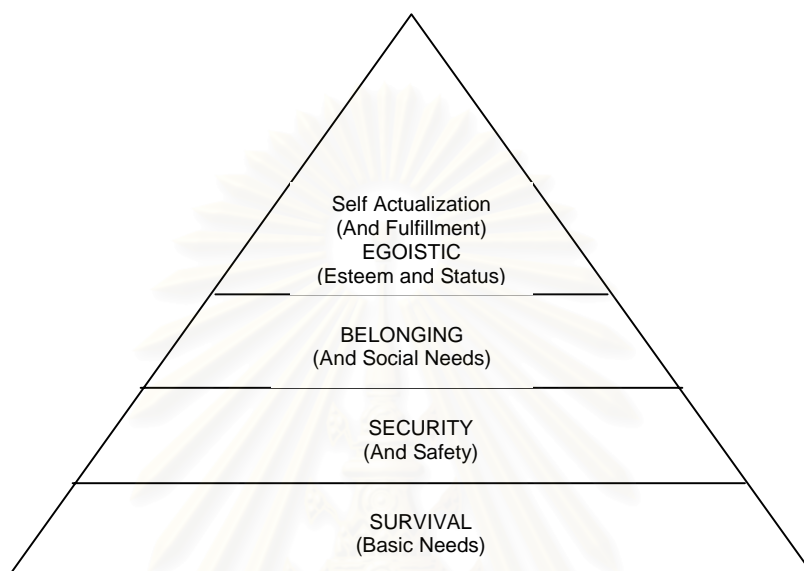 Self Actualization
(And Fulfillment)
EGOISTIC
(Esteem and Status)
BELONGING
(And Social Needs)
SECURITY
(And Safety)
SURVIVAL
(Basic Needs)